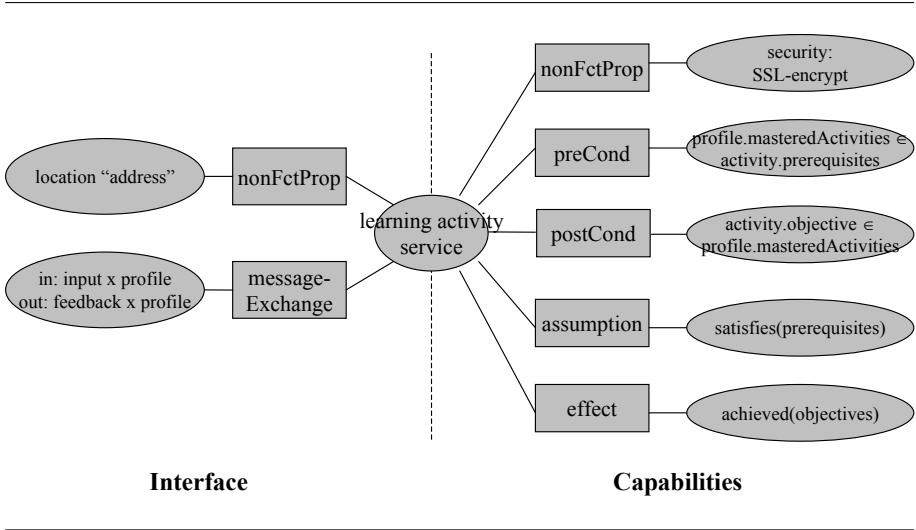 nonFctProp
security:
SSL-encrypt
preCond
profile.masteredActivities ∈
activity.prerequisites
location “address”
nonFctProp
learning activity
service
postCond
activity.objective ∈
profile.masteredActivities
in: input x profile
out: feedback x profile
message-
Exchange
assumption
satisfies(prerequisites)
effect
achieved(objectives)
Interface
Capabilities